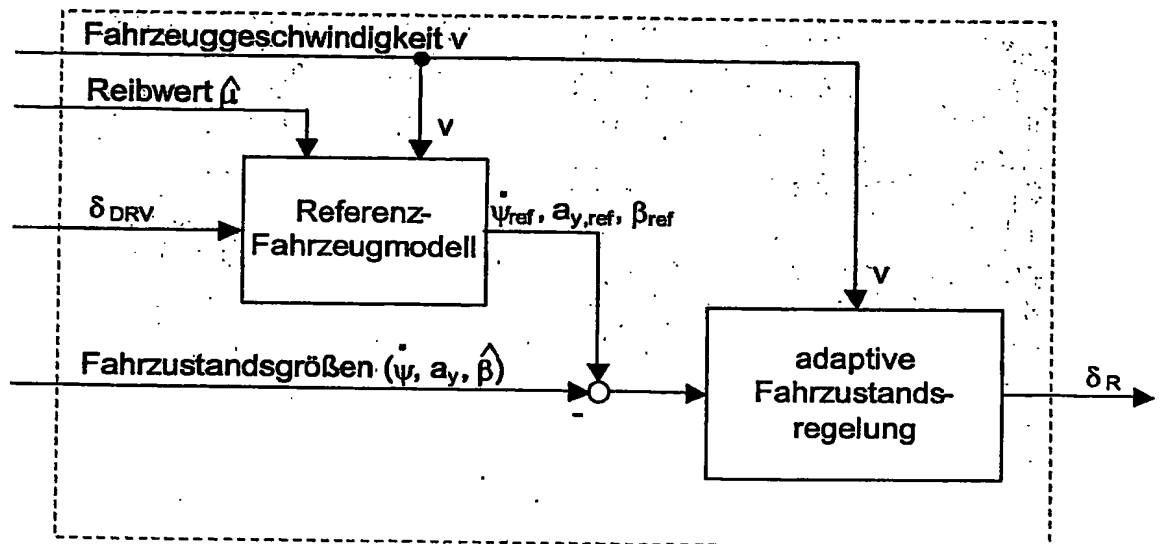 Fahrzeuggeschwindigkeit v
Reibwert μ̂
v
δ DRV
Referenz-
Fahrzeugmodell
ψ̇ref, ay,ref, βref
v
Fahrzustandsgrößen (ψ̇, ay, β̂)
-
adaptive
Fahrzustands-
regelung
δ R